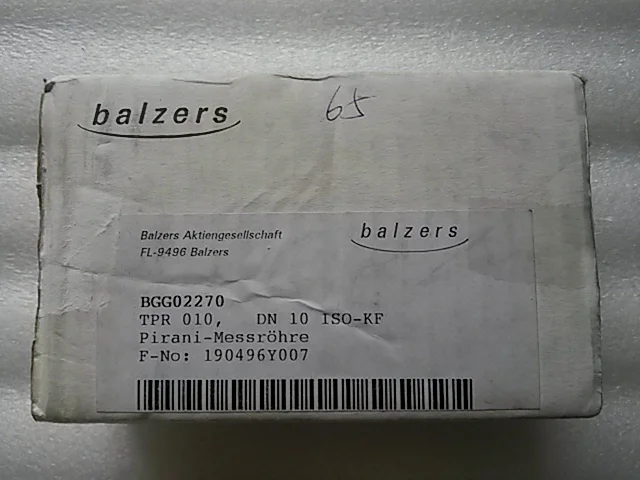 balzers
65
Balzers Aktiengesellschaft
FL-9496 Balzers
balzers
BGG02270
TPR 010, DN 10 ISO-KF
Pirani-Messröhre
F-No: 190496Y007